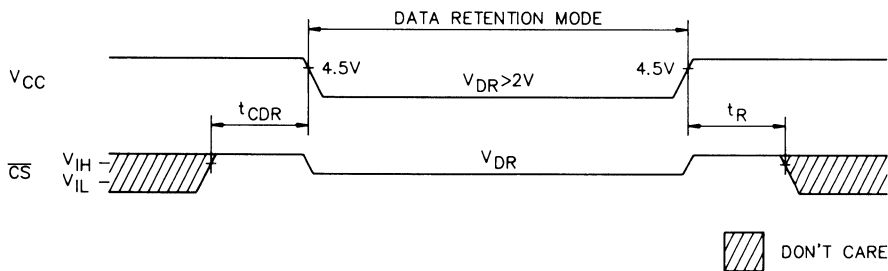 DATA RETENTION MODE
4.5V
4.5V
VCC
VDR>2V
tCDR
tR
CS
VIH
VIL
VDR
DON'T CARE